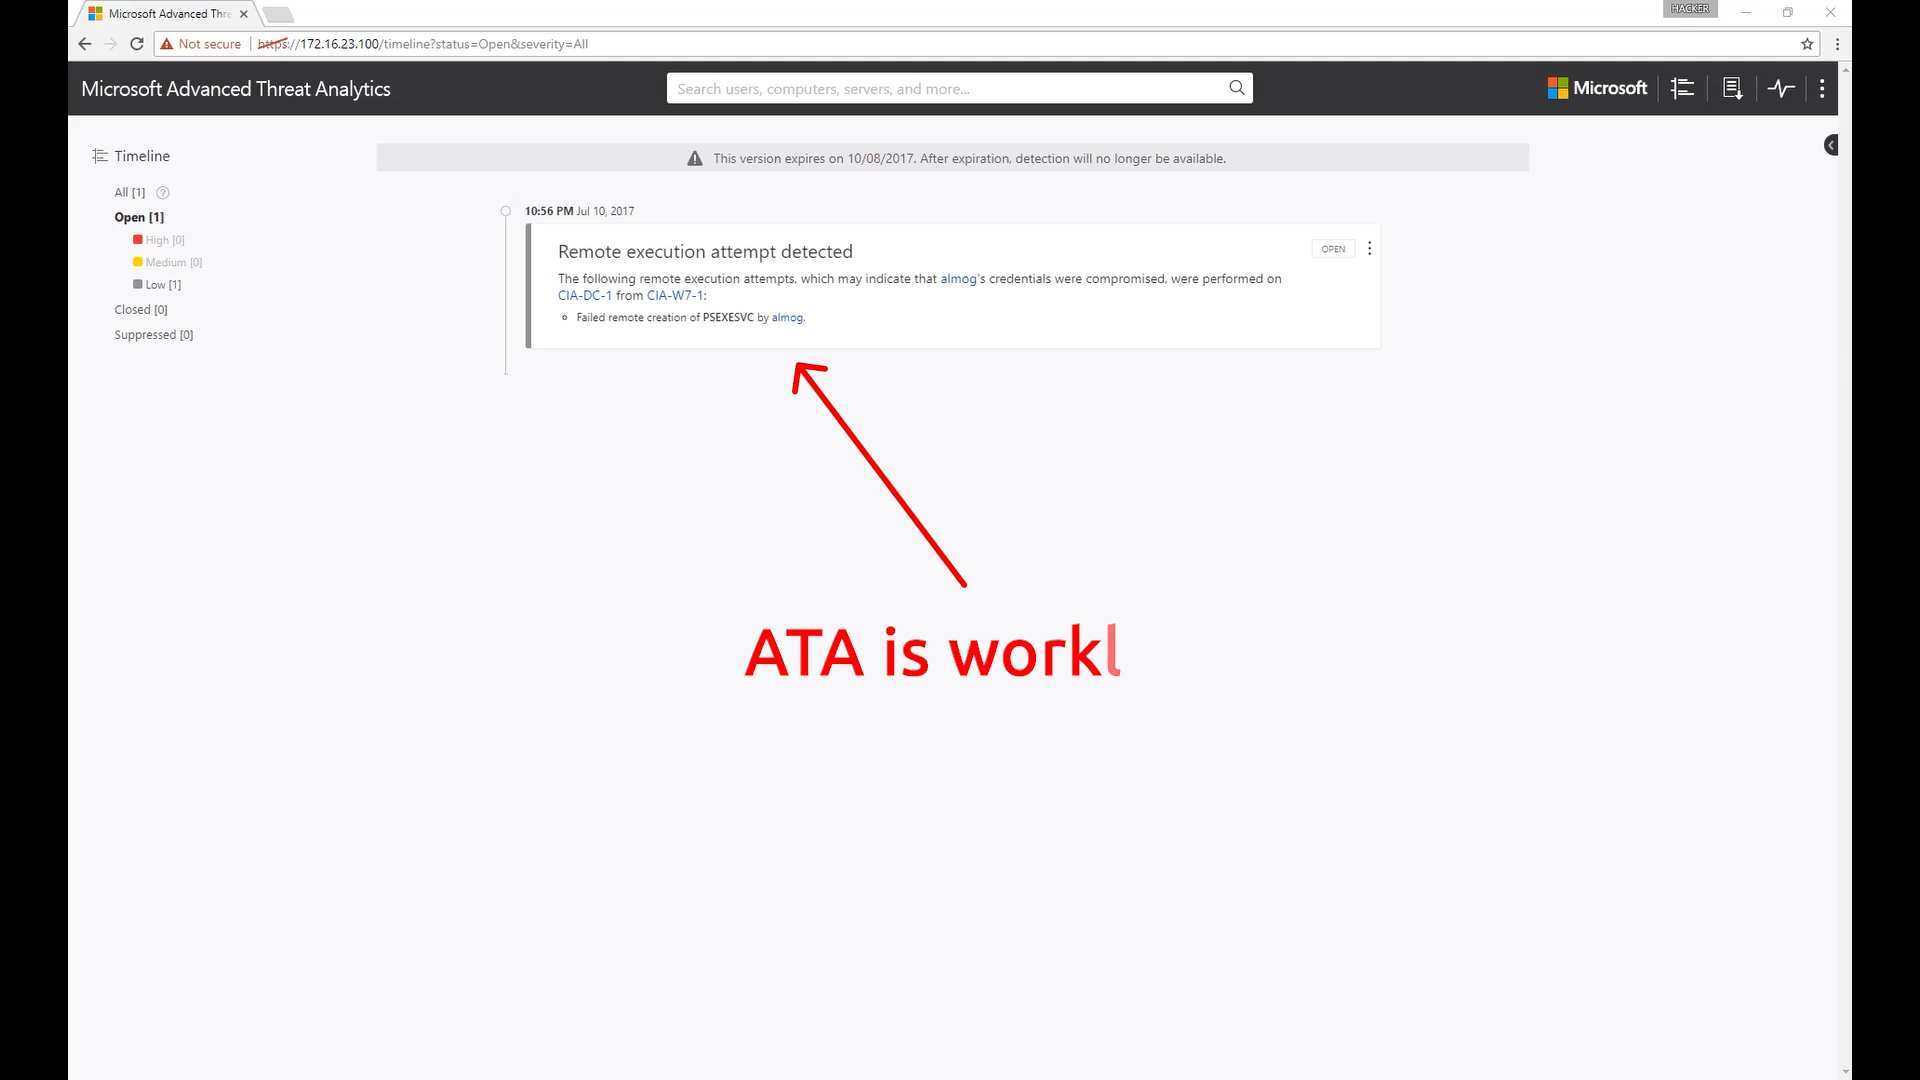 Microsoft Advanced Thre
HACKER
Not secure | https://172.16.23.100/timeline?status=Open&severity=All
Microsoft Advanced Threat Analytics
Search users, computers, servers, and more...
Microsoft
Timeline
All [1]
Open [1]
High [0]
Medium [0]
Low [1]
Closed [0]
Suppressed [0]
This version expires on 10/08/2017. After expiration, detection will no longer be available.
10:56 PM Jul 10, 2017
Remote execution attempt detected
OPEN
The following remote execution attempts, which may indicate that almog's credentials were compromised, were performed on
CIA-DC-1 from CIA-W7-1:
Failed remote creation of PSEXESVC by almog.
ATA is workl